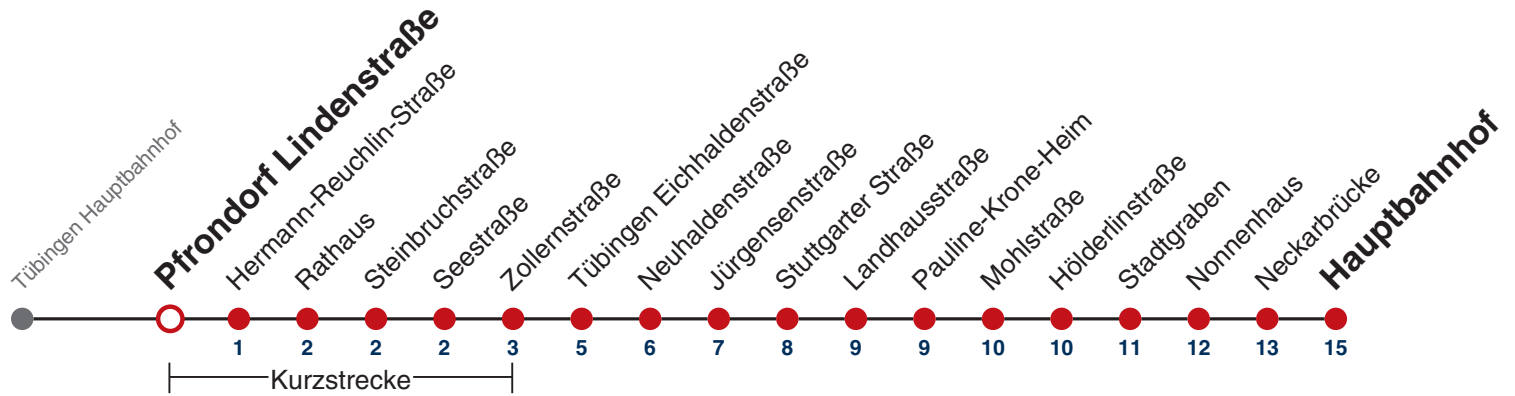 Tübingen Hauptbahnhof
Pfrondorf Lindenstraße
Hermann-Reuchlin-Straße
Rathaus
Steinbruchstraße
Seestraße
Zollernstraße
Tübingen Eichhaldenstraße
Neuhaldenstraße
Jürgensenstraße
Stuttgarter Straße
Landhausstraße
Pauline-Krone-Heim
Mohlstraße
Hölderlinstraße
Stadtgraben
Nonnenhaus
Neckarbrücke
Hauptbahnhof
1 2 2 2 3 5 6 7 8 9 9 10 10 11 12 13 15
Kurzstrecke